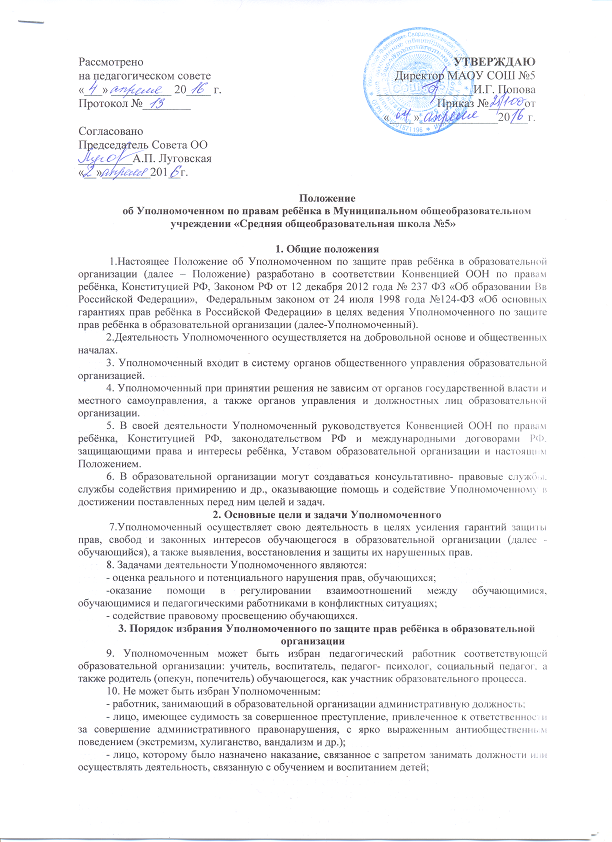 Рассмотрено
на педагогическом совете
« 4 » апреля 20 16 г.
Протокол № 13
УТВЕРЖДАЮ
Директор МАОУ СОШ №5
И.Г. Попова
Приказ № от
« 04 » апреля 2016 г.
Согласовано
Председатель Совета ОО
А.П. Луговская
«2 »апреля 2016 г.
Положение
об Уполномоченном по правам ребёнка в Муниципальном общеобразовательном
учреждении «Средняя общеобразовательная школа №5»
1. Общие положения
1.Настоящее Положение об Уполномоченном по защите прав ребёнка в образовательной
организации (далее – Положение) разработано в соответствии Конвенцией ООН по правам
ребёнка, Конституцией РФ, Законом РФ от 12 декабря 2012 года № 237 ФЗ «Об образовании Вв
Российской Федерации», Федеральным законом от 24 июля 1998 года №124-ФЗ «Об основных
гарантиях прав ребёнка в Российской Федерации» в целях ведения Уполномоченного по защите
прав ребёнка в образовательной организации (далее-Уполномоченный).
2.Деятельность Уполномоченного осуществляется на добровольной основе и общественных
началах.
3. Уполномоченный входит в систему органов общественного управления образовательной
организацией.
4. Уполномоченный при принятии решения не зависим от органов государственной власти и
местного самоуправления, а также органов управления и должностных лиц образовательной
организации.
5. В своей деятельности Уполномоченный руководствуется Конвенцией ООН по правам
ребёнка, Конституцией РФ, законодательством РФ и международными договорами РФ,
защищающими права и интересы ребёнка, Уставом образовательной организации и настоящим
Положением.
6. В образовательной организации могут создаваться консультативно- правовые службы,
службы содействия примирению и др., оказывающие помощь и содействие Уполномоченному в
достижении поставленных перед ним целей и задач.
2. Основные цели и задачи Уполномоченного
7.Уполномоченный осуществляет свою деятельность в целях усиления гарантий защиты
прав, свобод и законных интересов обучающегося в образовательной организации (далее -
обучающийся), а также выявления, восстановления и защиты их нарушенных прав.
8. Задачами деятельности Уполномоченного являются:
- оценка реального и потенциального нарушения прав, обучающихся;
-оказание помощи в регулировании взаимоотношений между обучающимися,
обучающимися и педагогическими работниками в конфликтных ситуациях;
- содействие правовому просвещению обучающихся.
3. Порядок избрания Уполномоченного по защите прав ребёнка в образовательной
организации
9. Уполномоченным может быть избран педагогический работник соответствующей
образовательной организации: учитель, воспитатель, педагог- психолог, социальный педагог, а
также родитель (опекун, попечитель) обучающегося, как участник образовательного процесса.
10. Не может быть избран Уполномоченным:
- работник, занимающий в образовательной организации административную должность;
- лицо, имеющее судимость за совершенное преступление, привлеченное к ответственности
за совершение административного правонарушения, с ярко выраженным антиобщественным
поведением (экстремизм, хулиганство, вандализм и др.);
- лицо, которому было назначено наказание, связанное с запретом занимать должности или
осуществлять деятельность, связанную с обучением и воспитанием детей;